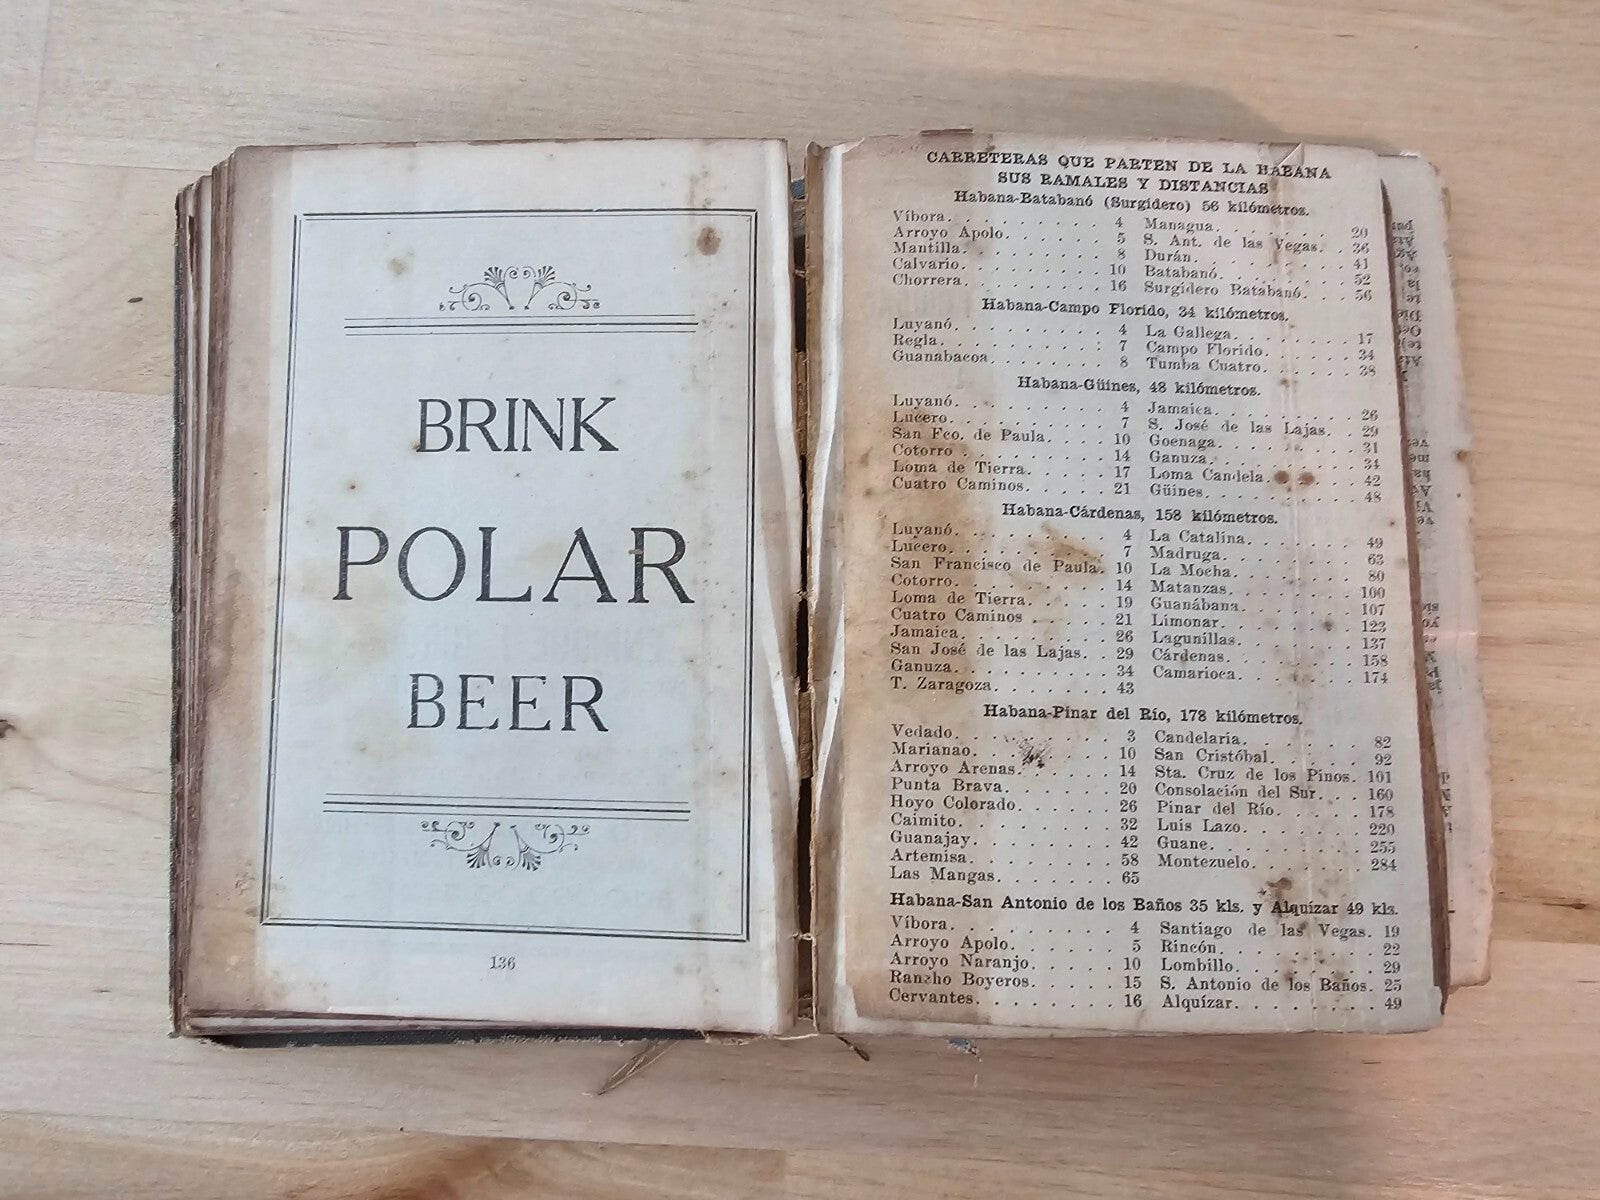 BRINK
POLAR
BEER
136
CARRETERAS QUE PARTEN DE LA HABANA
SUS RAMALES Y DISTANCIAS
Habana-Batabanó (Surgidero) 56 kilómetros.
Víbora. . . . . . . . . 4 Managua. . . . . . . . 20
Arroyo Apolo. . . . . . 5 S. Ant. de las Vegas. . 36
Mantilla. . . . . . . . 8 Durán. . . . . . . . . 41
Calvario. . . . . . . . 10 Batabanó. . . . . . . . 52
Chorrera. . . . . . . . 16 Surgidero Batabanó. . . 56
Habana-Campo Florido, 34 kilómetros.
Luyanó. . . . . . . . . 4 La Gallega. . . . . . . 17
Regla. . . . . . . . . 7 Campo Florido. . . . . . 34
Guanabacoa. . . . . . . 8 Tumba Cuatro. . . . . . 38
Habana-Güines, 48 kilómetros.
Luyanó. . . . . . . . . 4 Jamaica. . . . . . . . 26
Lucero. . . . . . . . . 7 S. José de las Lajas. . 29
San Fco. de Paula. . . . 10 Goenaga. . . . . . . . 31
Cotorro . . . . . . . . 14 Ganuza. . . . . . . . . 34
Loma de Tierra. . . . . 17 Loma Candela. . . . . . 42
Cuatro Caminos. . . . . 21 Güines. . . . . . . . . 48
Habana-Cárdenas, 158 kilómetros.
Luyanó. . . . . . . . . 4 La Catalina. . . . . . . 49
Lucero. . . . . . . . . 7 Madruga. . . . . . . . 63
San Francisco de Paula. . 10 La Mocha. . . . . . . . 80
Cotorro. . . . . . . . 14 Matanzas. . . . . . . . 100
Loma de Tierra. . . . . 19 Guanábana. . . . . . . 107
Cuatro Caminos . . . . . 21 Limonar. . . . . . . . 123
Jamaica. . . . . . . . 26 Lagunillas. . . . . . . 137
San José de las Lajas. . 29 Cárdenas. . . . . . . . 158
Ganuza. . . . . . . . . 34 Camarioca. . . . . . . 174
T. Zaragoza. . . . . . . 43
Habana-Pinar del Río, 178 kilómetros.
Vedado. . . . . . . . . 3 Candelaria. . . . . . . 82
Marianao. . . . . . . . 10 San Cristóbal. . . . . . 92
Arroyo Arenas. . . . . . 14 Sta. Cruz de los Pinos. 101
Punta Brava. . . . . . . 20 Consolación del Sur. . . 160
Hoyo Colorado. . . . . . 26 Pinar del Río. . . . . . 178
Caimito. . . . . . . . 32 Luis Lazo. . . . . . . 220
Guanajay. . . . . . . . 42 Guane. . . . . . . . . 255
Artemisa. . . . . . . . 58 Montezuelo. . . . . . . 284
Las Mangas. . . . . . . 65
Habana-San Antonio de los Baños 35 kls. y Alquízar 49 kls.
Víbora. . . . . . . . . 4 Santiago de las Vegas. 19
Arroyo Apolo. . . . . . 5 Rincón. . . . . . . . . 22
Arroyo Naranjo. . . . . 10 Lombillo. . . . . . . . 29
Rancho Boyeros. . . . . 15 S. Antonio de los Baños. 25
Cervantes. . . . . . . . 16 Alquízar. . . . . . . . 49